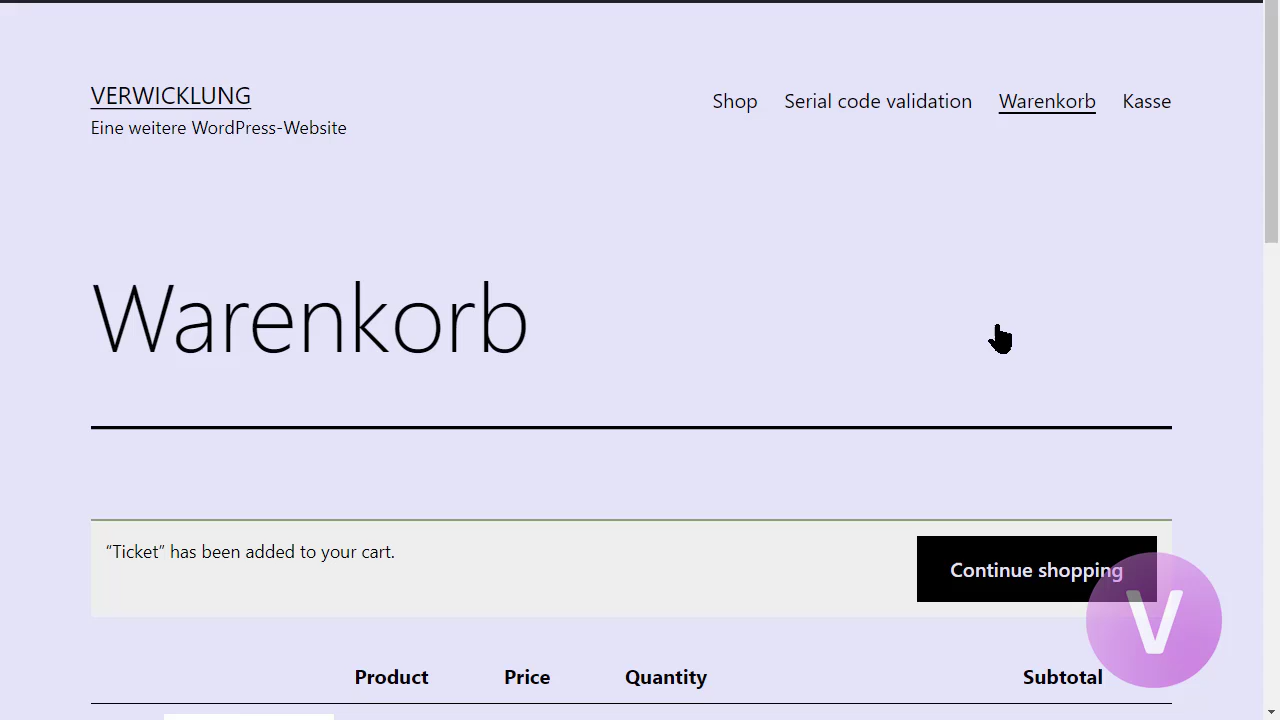 VERWICKLUNG
Eine weitere WordPress-Website
Shop Serial code validation Warenkorb Kasse
Warenkorb
“Ticket” has been added to your cart.
Continue shopping
V
Product Price Quantity Subtotal